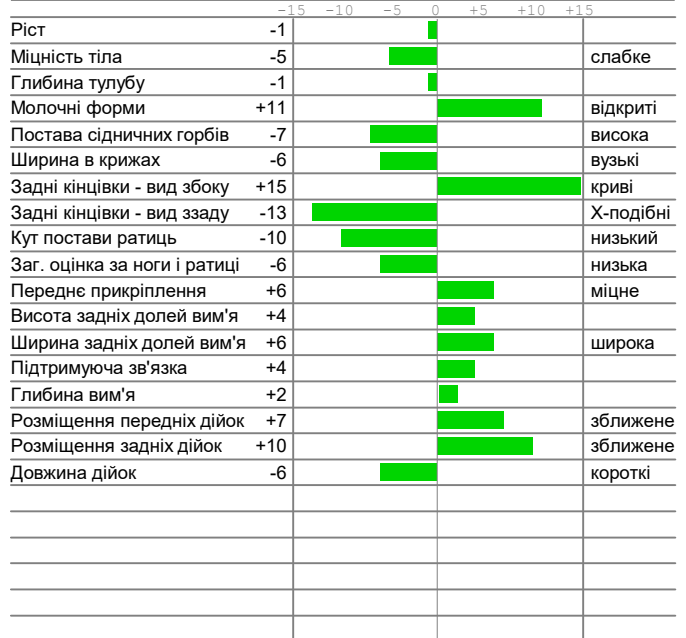 -15 -10 -5 0 +5 +10 +15
Ріст -1
Міцність тіла -5 слабке
Глибина тулубу -1
Молочні форми +11 відкриті
Постава сідничних горбів -7 висока
Ширина в крижах -6 вузькі
Задні кінцівки - вид збоку +15 криві
Задні кінцівки - вид ззаду -13 Х-подібні
Кут постави ратиць -10 низький
Заг. оцінка за ноги і ратиці -6 низька
Переднє прикріплення +6 міцне
Висота задніх долей вим'я +4
Ширина задніх долей вим'я +6 широка
Підтримуюча зв'язка +4
Глибина вим'я +2
Розміщення передніх дійок +7 зближене
Розміщення задніх дійок +10 зближене
Довжина дійок -6 короткі